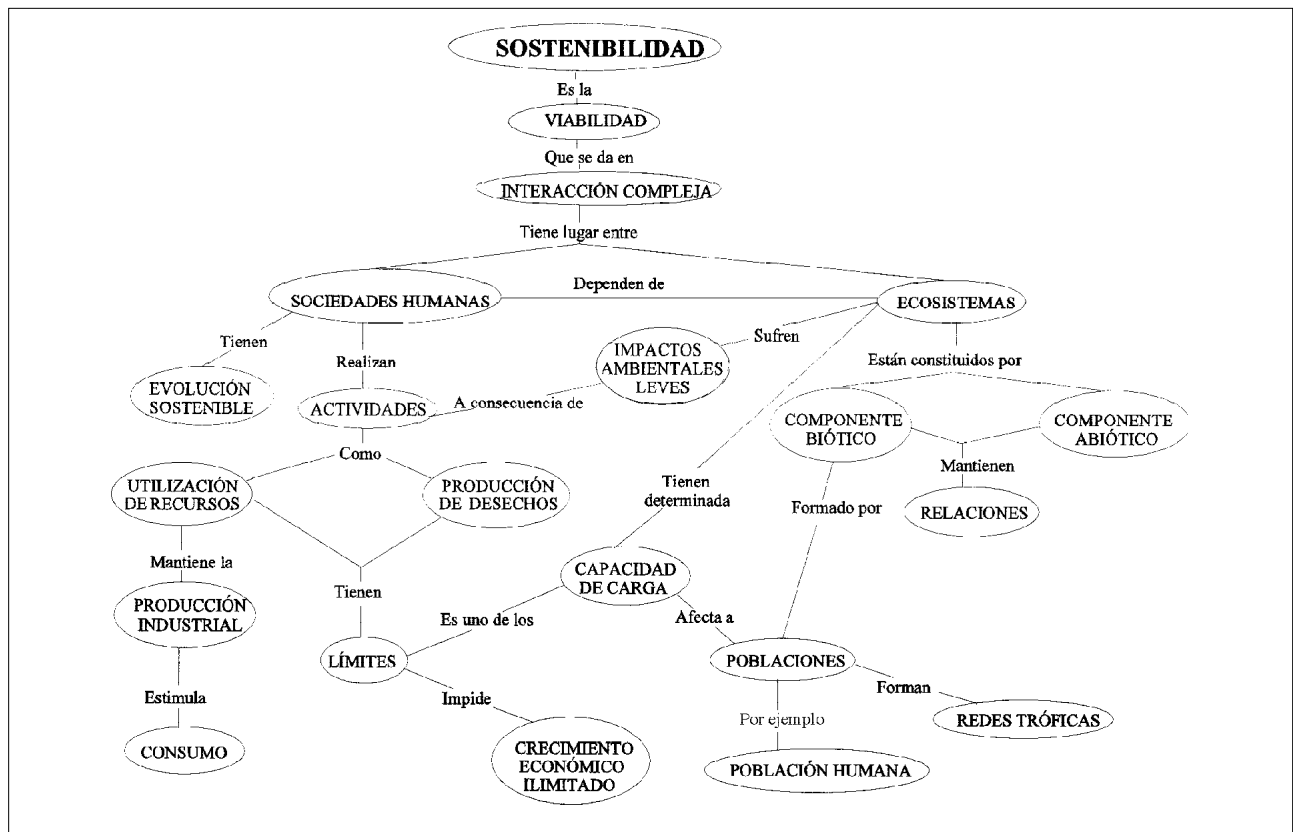 SOSTENIBILIDAD
Es la
VIABILIDAD
Que se da en
INTERACCIÓN COMPLEJA
Tiene lugar entre
Dependen de
SOCIEDADES HUMANAS
ECOSISTEMAS
Tienen
Realizan
Sufren
IMPACTOS
AMBIENTALES
LEVES
Están constituidos por
EVOLUCIÓN
SOSTENIBLE
ACTIVIDADES
A consecuencia de
COMPONENTE
BIÓTICO
COMPONENTE
ABIÓTICO
Como
Mantienen
UTILIZACIÓN
DE RECURSOS
PRODUCCIÓN
DE DESECHOS
Tienen
determinada
Formado por
RELACIONES
Mantiene la
Tienen
CAPACIDAD
DE CARGA
PRODUCCIÓN
INDUSTRIAL
Es uno de los
Afecta a
LÍMITES
POBLACIONES
Estimula
Impide
Forman
Por ejemplo
REDES TRÓFICAS
CONSUMO
CRECIMIENTO
ECONÓMICO
ILIMITADO
POBLACIÓN HUMANA